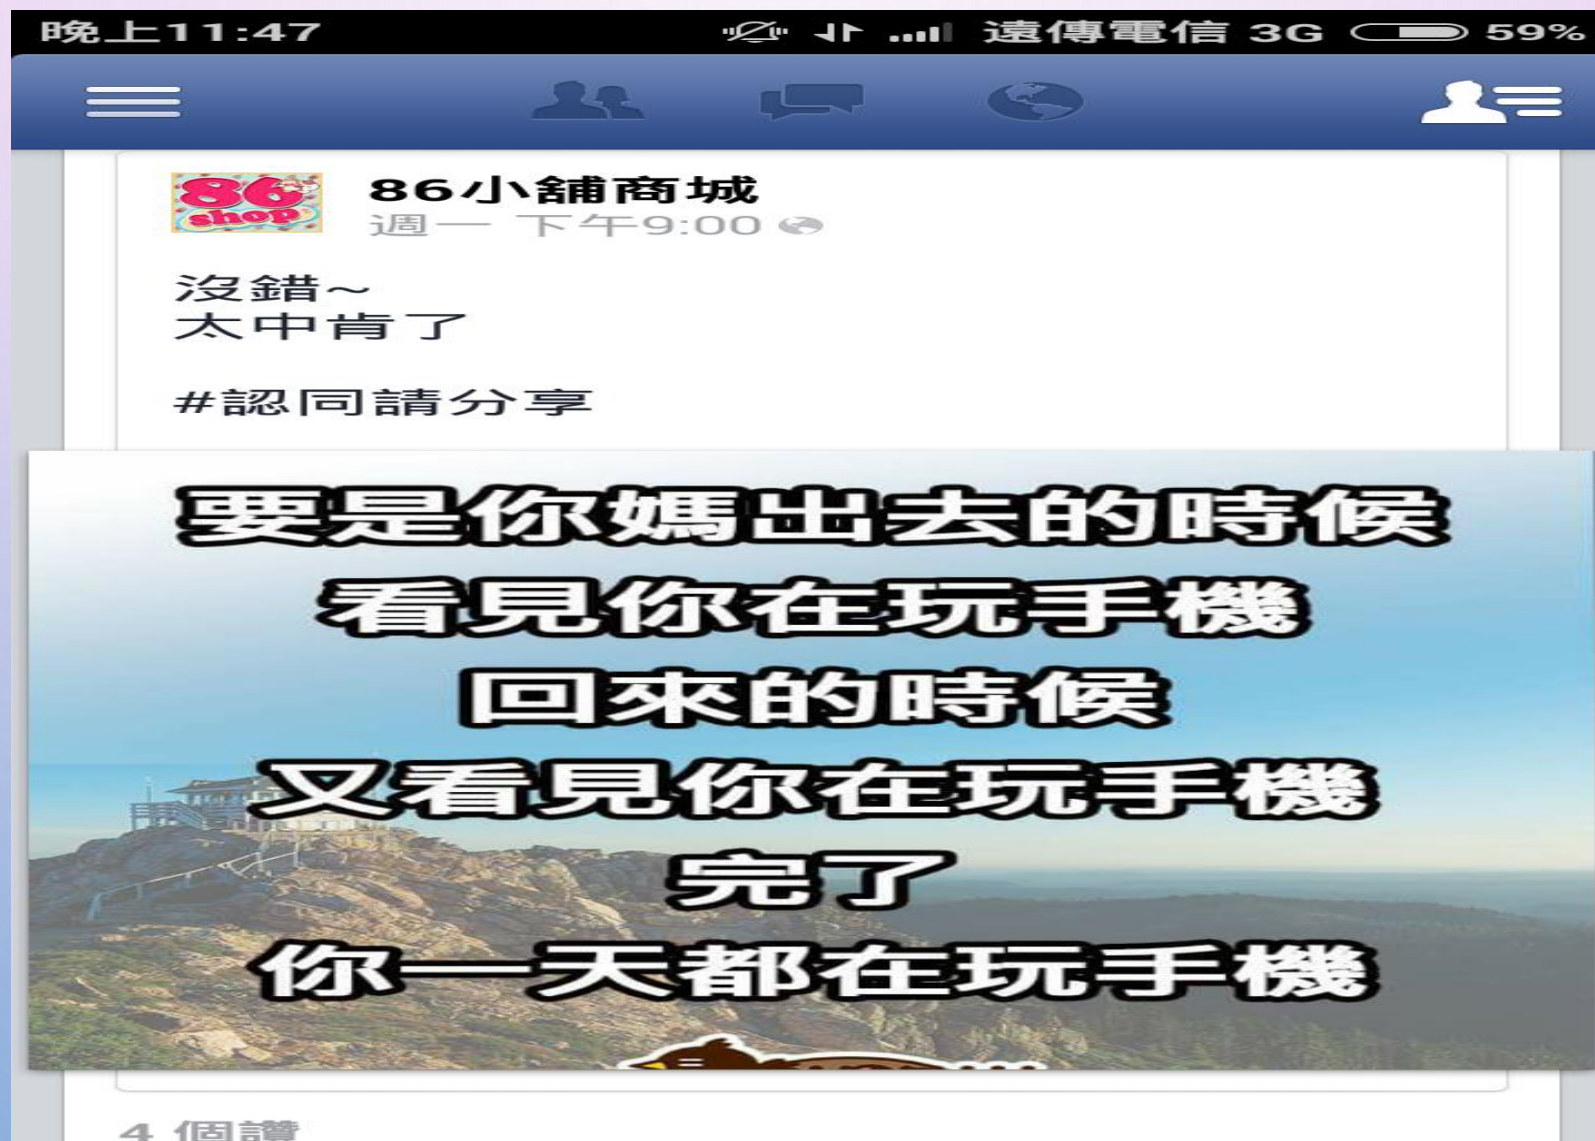 晚上11:47 遠傳電信 3G 59%
86 shop
86小舖商城
週一 下午9:00
沒錯~
太中肯了
#認同請分享
要是你媽出去的時候
看見你在玩手機
回來的時候
又看見你在玩手機
完了
你一天都在玩手機
4 個讚